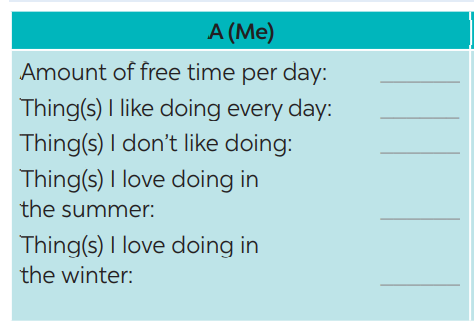 A (Me)
Amount of free time per day:
Thing(s) I like doing every day:
Thing(s) I don't like doing:
Thing(s) I love doing in
the summer:
Thing(s) I love doing in
the winter: